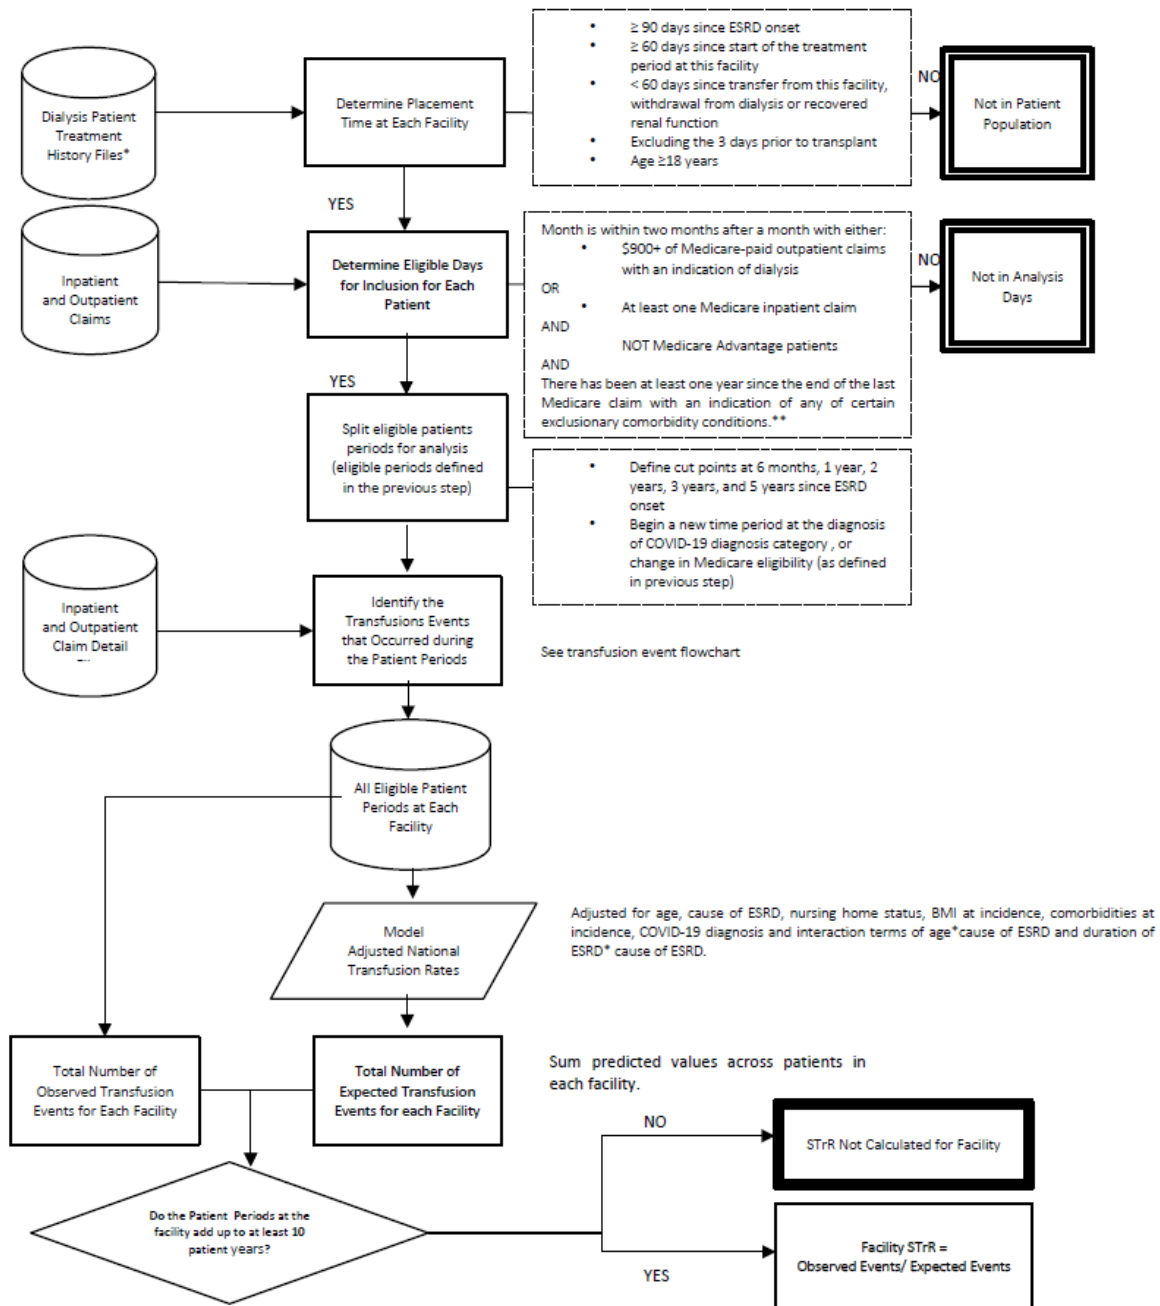 Dialysis Patient
Treatment
History Files*
Determine Placement
Time at Each Facility
• ≥ 90 days since ESRD onset
• ≥ 60 days since start of the treatment
period at this facility
• < 60 days since transfer from this facility,
withdrawal from dialysis or recovered
renal function
• Excluding the 3 days prior to transplant
• Age ≥18 years
NO
Not in Patient
Population
YES
Inpatient
and Outpatient
Claims
Determine Eligible Days
for Inclusion for Each
Patient
Month is within two months after a month with either:
• $900+ of Medicare-paid outpatient claims
with an indication of dialysis
OR
• At least one Medicare inpatient claim
AND
NOT Medicare Advantage patients
AND
There has been at least one year since the end of the last
Medicare claim with an indication of any of certain
exclusionary comorbidity conditions.**
NO
Not in Analysis
Days
YES
Split eligible patients
periods for analysis
(eligible periods defined
in the previous step)
• Define cut points at 6 months, 1 year, 2
years, 3 years, and 5 years since ESRD
onset
• Begin a new time period at the diagnosis
of COVID-19 diagnosis category , or
change in Medicare eligibility (as defined
in previous step)
Inpatient
and Outpatient
Claim Detail
Identify the
Transfusions Events
that Occurred during
the Patient Periods
See transfusion event flowchart
All Eligible Patient
Periods at Each
Facility
Model
Adjusted National
Transfusion Rates
Adjusted for age, cause of ESRD, nursing home status, BMI at incidence, comorbidities at
incidence, COVID-19 diagnosis and interaction terms of age*cause of ESRD and duration of
ESRD* cause of ESRD.
Total Number of
Observed Transfusion
Events for Each Facility
Total Number of
Expected Transfusion
Events for each Facility
Sum predicted values across patients in
each facility.
NO
STrR Not Calculated for Facility
Do the Patient Periods at the
facility add up to at least 10
patient years?
YES
Facility STrR =
Observed Events/ Expected Events